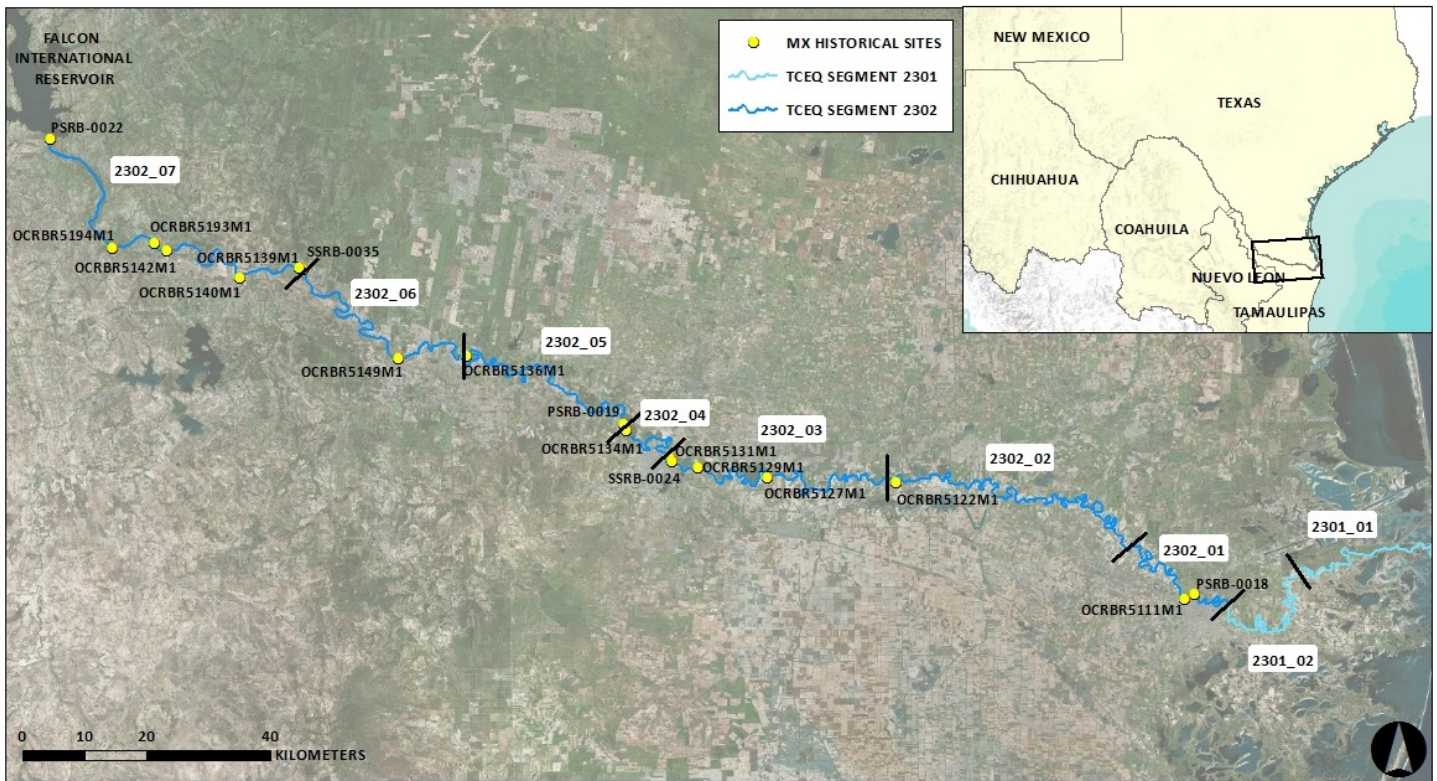 FALCON
INTERNATIONAL
RESERVOIR
MX HISTORICAL SITES
TCEQ SEGMENT 2301
TCEQ SEGMENT 2302
NEW MEXICO
TEXAS
CHIHUAHUA
COAHUILA
NUEVO LEON
TAMAULIPAS
PSRB-0022
2302_07
OCRBR5193M1
OCRBR5194M1
OCRBR5142M1
OCRBR5139M1
SSRB-0035
OCRBR5140M1
2302_06
OCRBR5149M1
2302_05
OCRBR5136M1
PSRB-0019
2302_04
OCRBR5134M1
2302_03
OCRBR5131M1
OCRBR5129M1
SSRB-0024
OCRBR5127M1
2302_02
OCRBR5122M1
2301_01
2302_01
PSRB-0018
OCRBR5111M1
2301_02
0 10 20 40
KILOMETERS